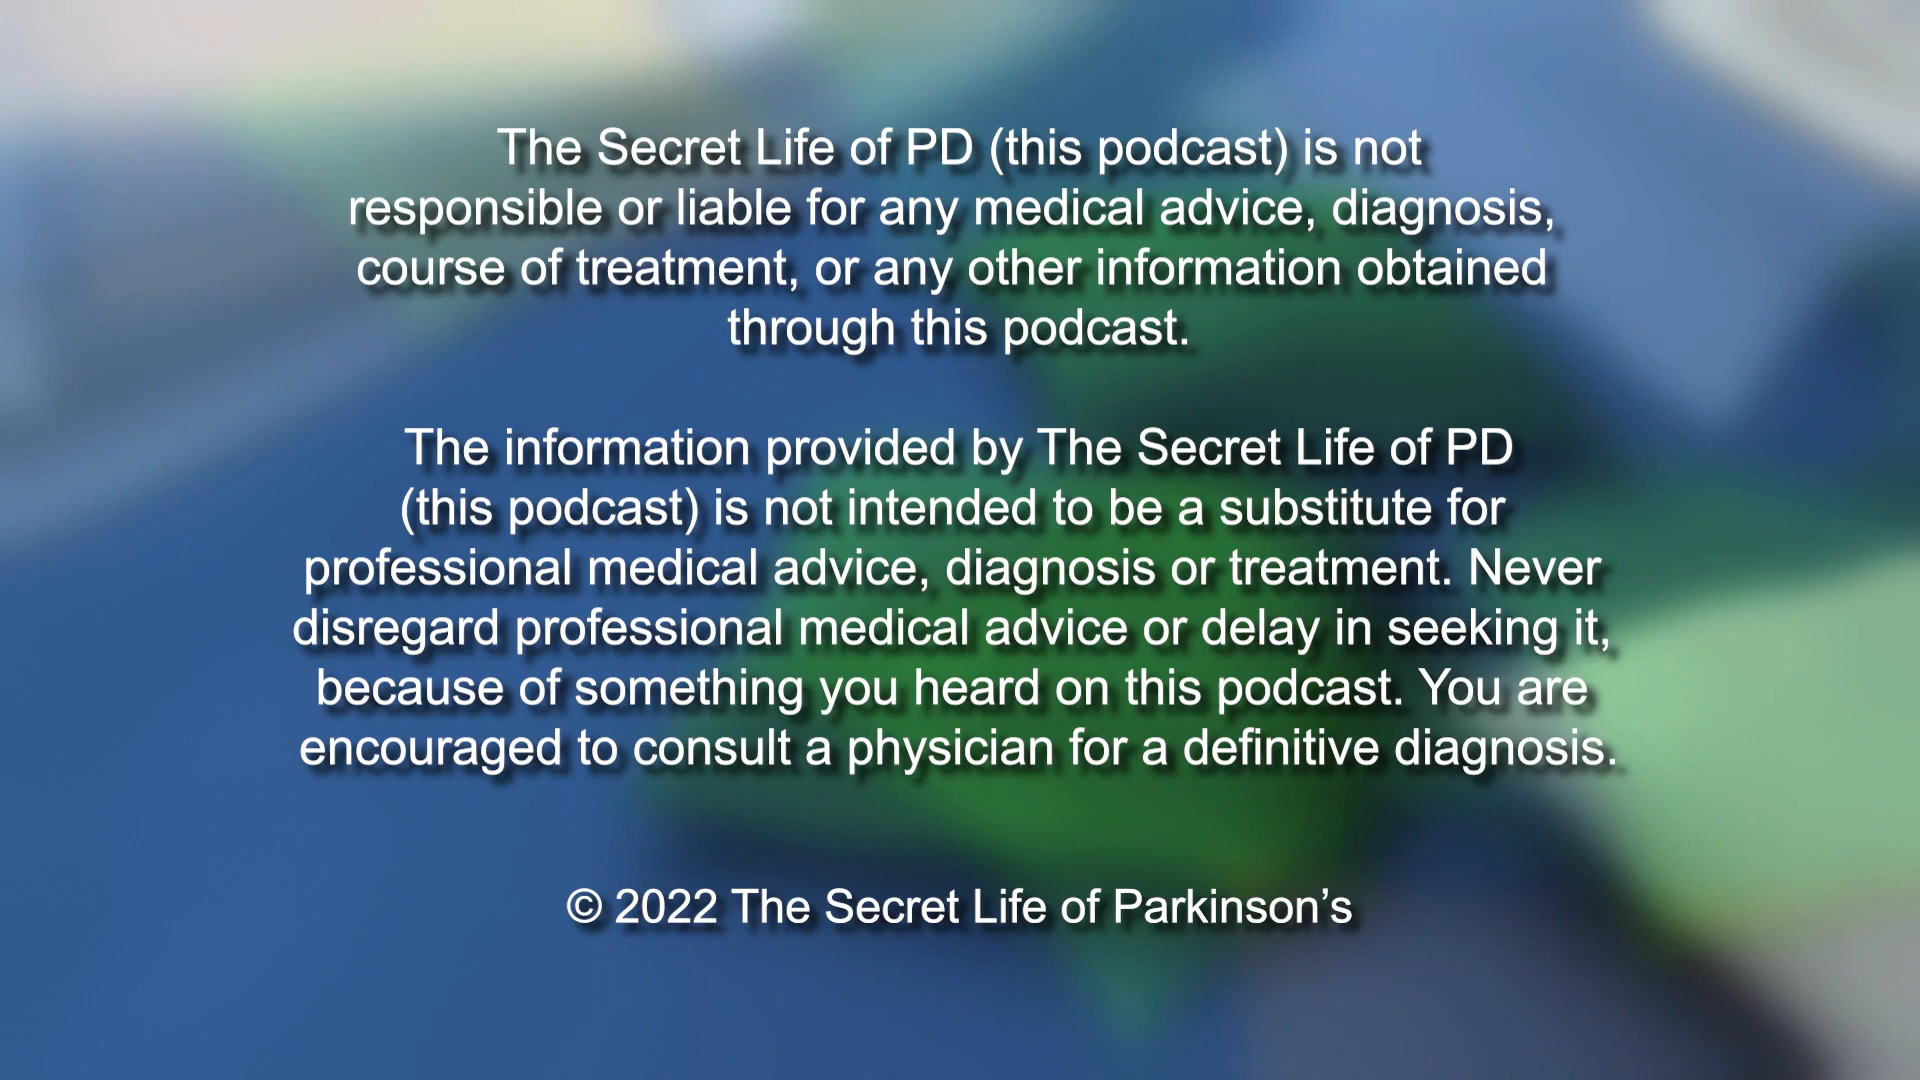 The Secret Life of PD (this podcast) is not
responsible or liable for any medical advice, diagnosis,
course of treatment, or any other information obtained
through this podcast.
The information provided by The Secret Life of PD
(this podcast) is not intended to be a substitute for
professional medical advice, diagnosis or treatment. Never
disregard professional medical advice or delay in seeking it,
because of something you heard on this podcast. You are
encouraged to consult a physician for a definitive diagnosis.
© 2022 The Secret Life of Parkinson’s